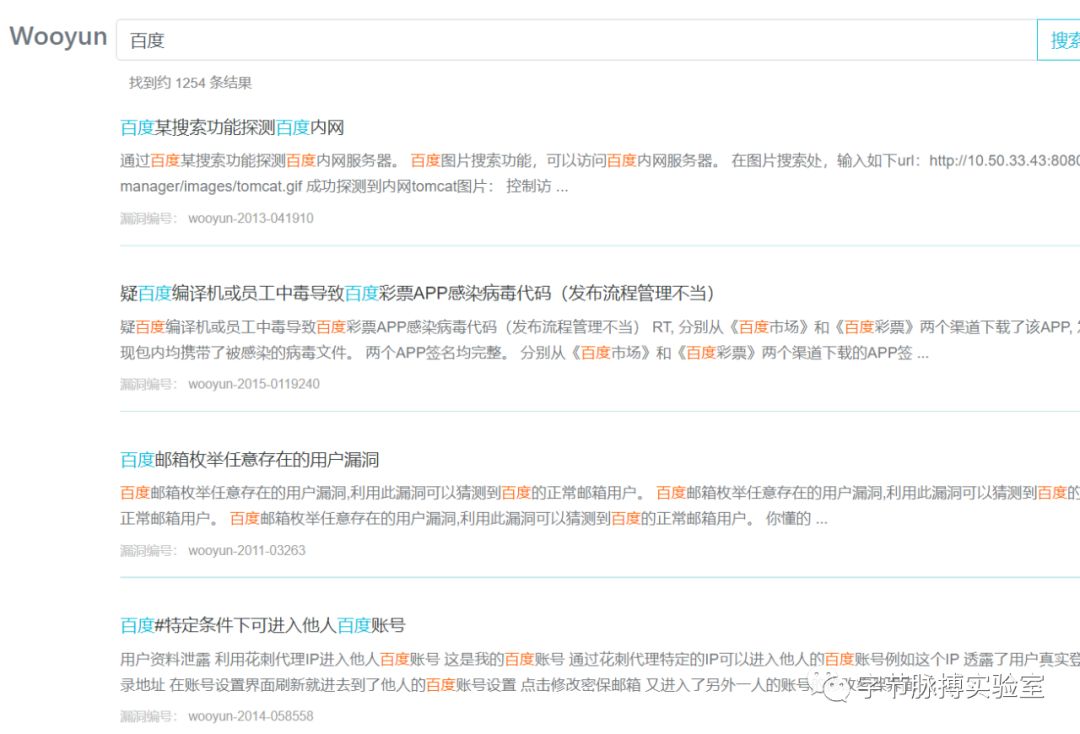 Wooyun
百度
搜索
找到约 1254 条结果
百度某搜索功能探测百度内网
通过百度某搜索功能探测百度内网服务器。 百度图片搜索功能，可以访问百度内网服务器。 在图片搜索处，输入如下url：http://10.50.33.43:8080
manager/images/tomcat.gif 成功探测到内网tomcat图片： 控制访 ...
漏洞编号： wooyun-2013-041910
疑百度编译机或员工中毒导致百度彩票APP感染病毒代码（发布流程管理不当）
疑百度编译机或员工中毒导致百度彩票APP感染病毒代码（发布流程管理不当） RT, 分别从《百度市场》和《百度彩票》两个渠道下载了该APP,
现包内均携带了被感染的病毒文件。 两个APP签名均完整。 分别从《百度市场》和《百度彩票》两个渠道下载的APP签 ...
漏洞编号： wooyun-2015-0119240
百度邮箱枚举任意存在的用户漏洞
百度邮箱枚举任意存在的用户漏洞,利用此漏洞可以猜测到百度的正常邮箱用户。 百度邮箱枚举任意存在的用户漏洞,利用此漏洞可以猜测到百度的
正常邮箱用户。 百度邮箱枚举任意存在的用户漏洞,利用此漏洞可以猜测到百度的正常邮箱用户。 你懂的 ...
漏洞编号： wooyun-2011-03263
百度#特定条件下可进入他人百度账号
用户资料泄露 利用花刺代理IP进入他人百度账号 这是我的百度账号 通过花刺代理特定的IP可以进入他人的百度账号例如这个IP 透露了用户真实登
录地址 在账号设置界面刷新就进去到了他人的百度账号设置 点击修改密保邮箱 又进入了另外一人的账号
字节脉搏实验室
漏洞编号： wooyun-2014-058558